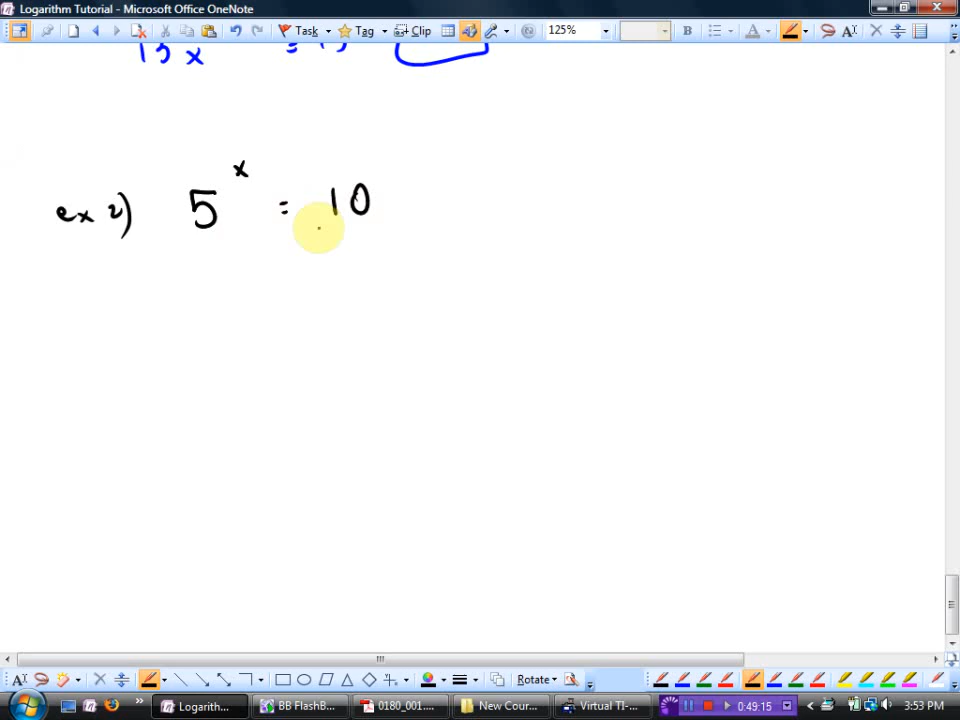 Logarithm Tutorial - Microsoft Office OneNote
Task Tag Clip 125% B A A
ex 2) 5^x = 10
A Rotate
Logarith... BB FlashB... 0180_001.... New Cour... Virtual TI-... 0:49:15 3:53 PM